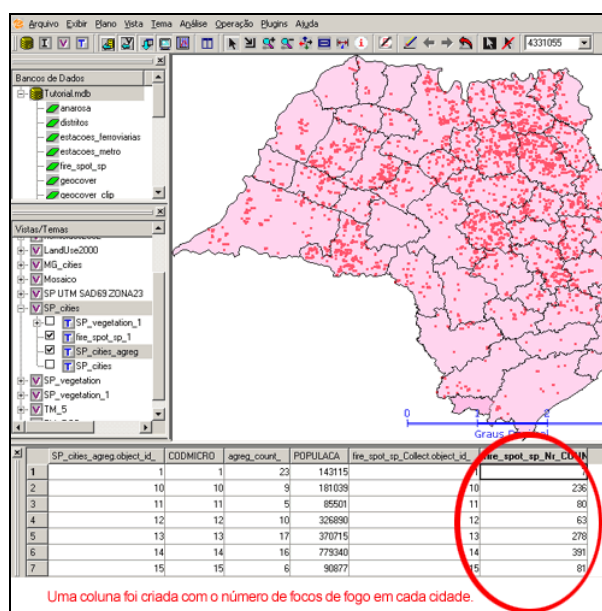 Arquivo Exibir Plano Vista Tema Análise Operação Plugins Ajuda
4331055
Bancos de Dados
Tutorial.mdb
anarosa
distritos
estacoes_ferroviarias
estacoes_metro
fire_spot_sp
geocover
geocover_clip
Vistas/Temas
LandUse2000
MG_cities
Mosaico
SP UTM SAD69 ZONA23
SP_cities
SP_vegetation_1
fire_spot_sp_1
SP_cities_agreg
SP_cities
SP_vegetation
SP_vegetation_1
TM_5
0 1 2
Graus
SP_cities_agreg.object_id_ CODMICRO agreg_count_ POPULACA fire_spot_sp_Collect.object_id_ fire_spot_sp_Nr_COUN
1 1 1 23 143115 1
2 10 10 9 181039 10 236
3 11 11 5 85501 11 80
4 12 12 10 326890 12 63
5 13 13 17 370715 13 278
6 14 14 16 779340 14 391
7 15 15 6 90877 15 81
Uma coluna foi criada com o número de focos de fogo em cada cidade.